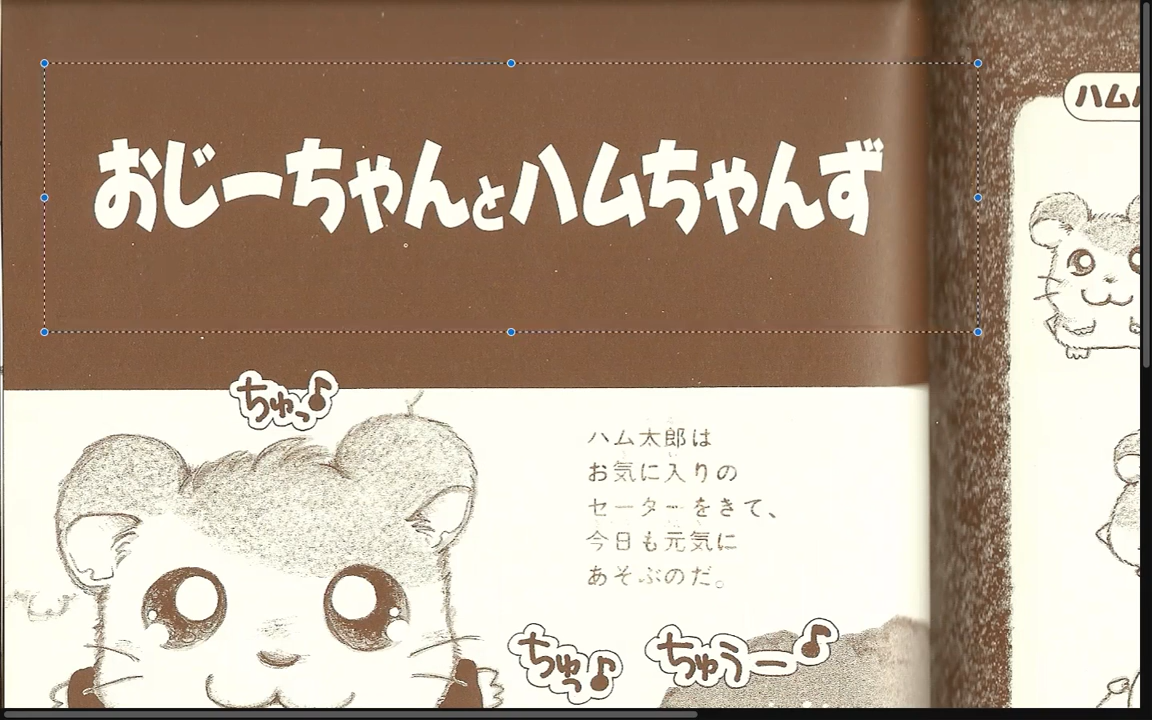 おじーちゃんとハムちゃんず
ちゅっ♪
ハム太郎は
お気に入りの
セーターをきて、
今日も元気に
あそぶのだ。
ちゅっ♪
ちゅうー♪
ハム